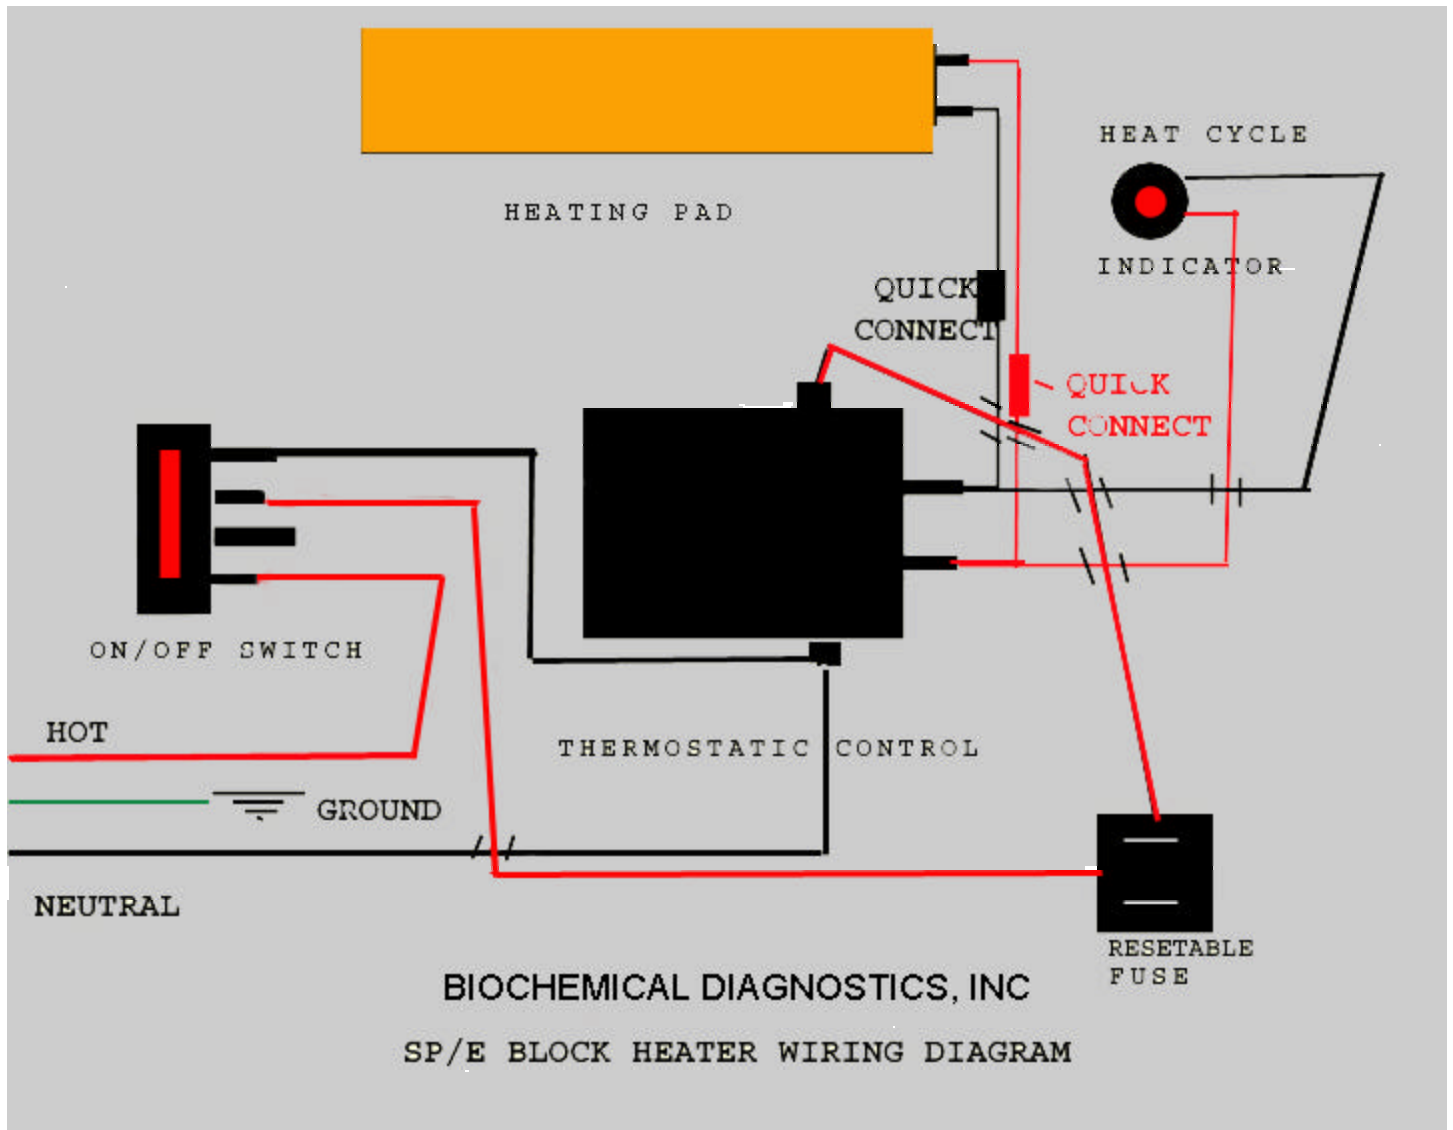 HEAT CYCLE
HEATING PAD
INDICATOR
QUICK
CONNECT
QUICK
CONNECT
ON/OFF SWITCH
HOT
THERMOSTATIC CONTROL
GROUND
NEUTRAL
RESETABLE
FUSE
BIOCHEMICAL DIAGNOSTICS, INC
SP/E BLOCK HEATER WIRING DIAGRAM